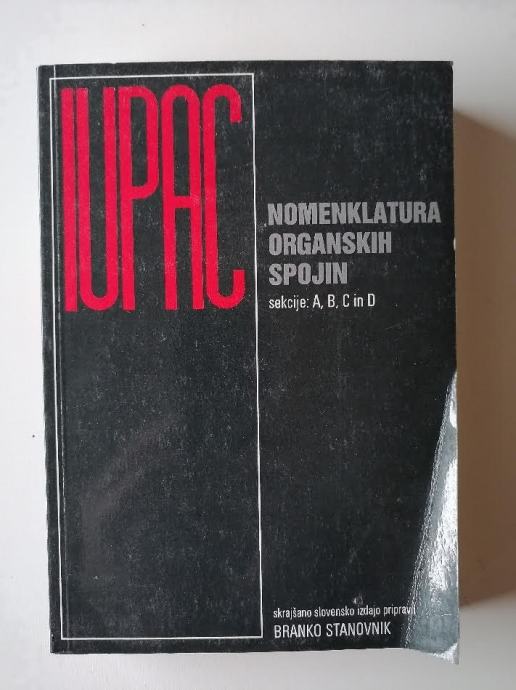 IUPAC
NOMENKLATURA
ORGANSKIH
SPOJIN
sekcije: A, B, C in D
skrajšano slovensko izdajo pripravil
BRANKO STANOVNIK